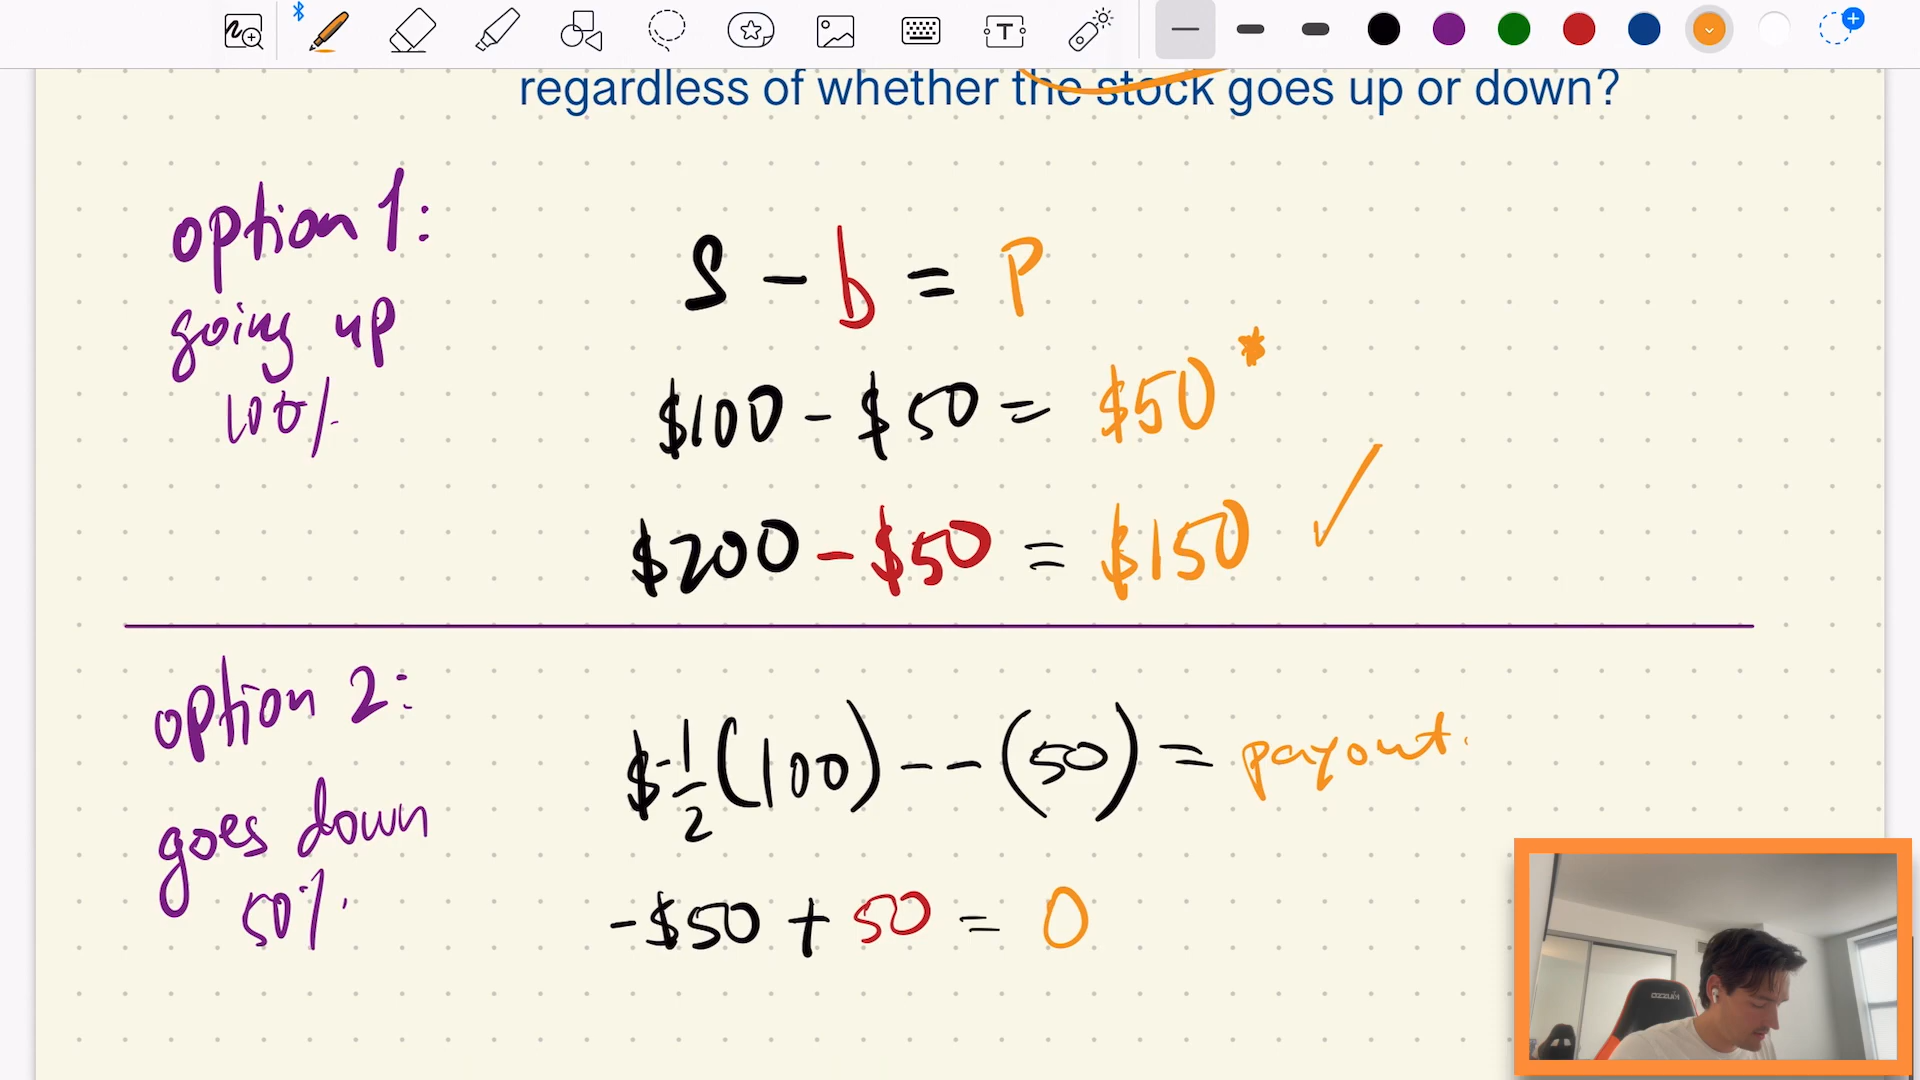 regardless of whether the stock goes up or down?
option 1:
going up
100%
S - b = P
$100 - $50 = $50*
$200 - $50 = $150 ✓
option 2:
goes down
50%.
$-1/2 (100) -- (50) = payout.
-$50 + 50 = 0
T